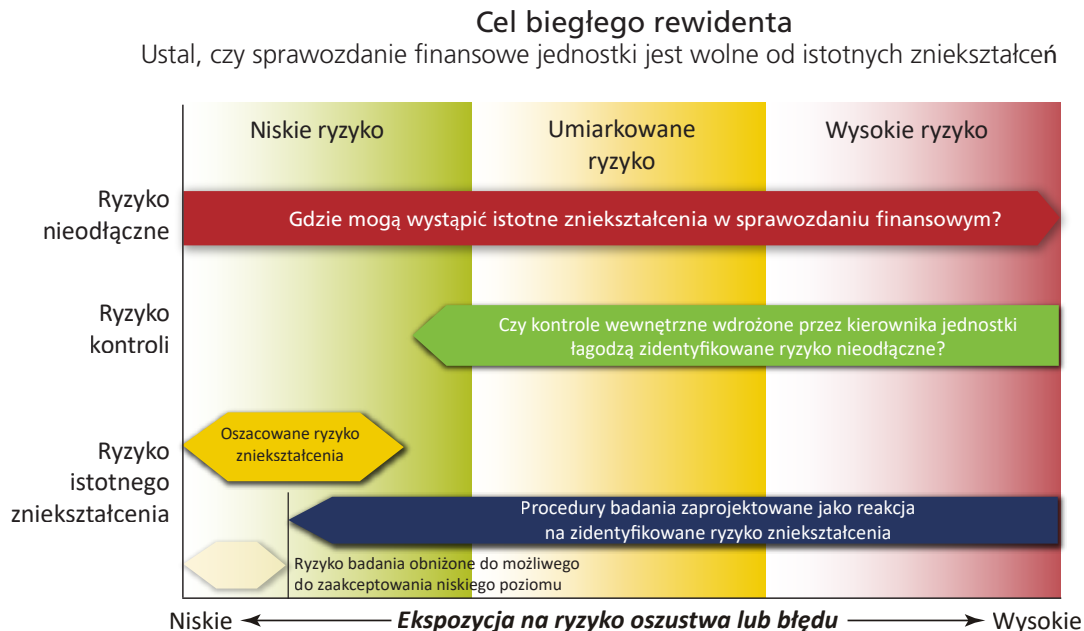 Cel biegłego rewidenta
Ustal, czy sprawozdanie finansowe jednostki jest wolne od istotnych zniekształceń
Niskie ryzyko
Umiarkowane
ryzyko
Wysokie ryzyko
Ryzyko
nieodłączne
Gdzie mogą wystąpić istotne zniekształcenia w sprawozdaniu finansowym?
Ryzyko
kontroli
Czy kontrole wewnętrzne wdrożone przez kierownika jednostki
łagodzą zidentyfikowane ryzyko nieodłączne?
Ryzyko
istotnego
zniekształcenia
Oszacowane ryzyko
zniekształcenia
Procedury badania zaprojektowane jako reakcja
na zidentyfikowane ryzyko zniekształcenia
Ryzyko badania obniżone do możliwego
do zaakceptowania niskiego poziomu
Niskie Ekspozycja na ryzyko oszustwa lub błędu Wysokie